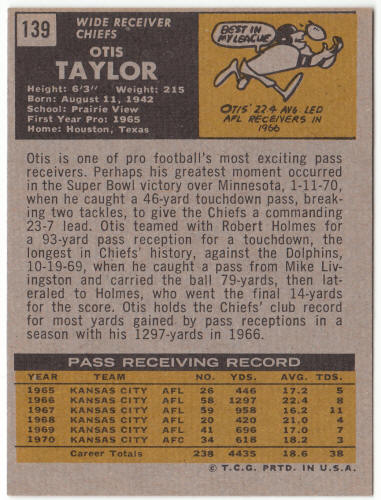 139
WIDE RECEIVER
CHIEFS
OTIS
TAYLOR
Height: 6'3" Weight: 215
Born: August 11, 1942
School: Prairie View
First Year Pro: 1965
Home: Houston, Texas
BEST IN
MY LEAGUE
OTIS' 22.4 AVG. LED
AFL RECEIVERS IN
1966
Otis is one of pro football's most exciting pass
receivers. Perhaps his greatest moment occurred
in the Super Bowl victory over Minnesota, 1-11-70,
when he caught a 46-yard touchdown pass, break-
ing two tackles, to give the Chiefs a commanding
23-7 lead. Otis teamed with Robert Holmes for
a 93-yard pass reception for a touchdown, the
longest in Chiefs' history, against the Dolphins,
10-19-69, when he caught a pass from Mike Liv-
ingston and carried the ball 79-yards, then lat-
eraled to Holmes, who went the final 14-yards
for the score. Otis holds the Chiefs' club record
for most yards gained by pass receptions in a
season with his 1297-yards in 1966.
PASS RECEIVING RECORD
YEAR TEAM NO. YDS. AVG. TDS.
1965 KANSAS CITY AFL 26 446 17.2 5
1966 KANSAS CITY AFL 58 1297 22.4 8
1967 KANSAS CITY AFL 59 958 16.2 11
1968 KANSAS CITY AFL 20 420 21.0 4
1969 KANSAS CITY AFL 41 696 17.0 7
1970 KANSAS CITY AFC 34 618 18.2 3
Career Totals 238 4435 18.6 38
© T.C.G. PRTD. IN U.S.A.